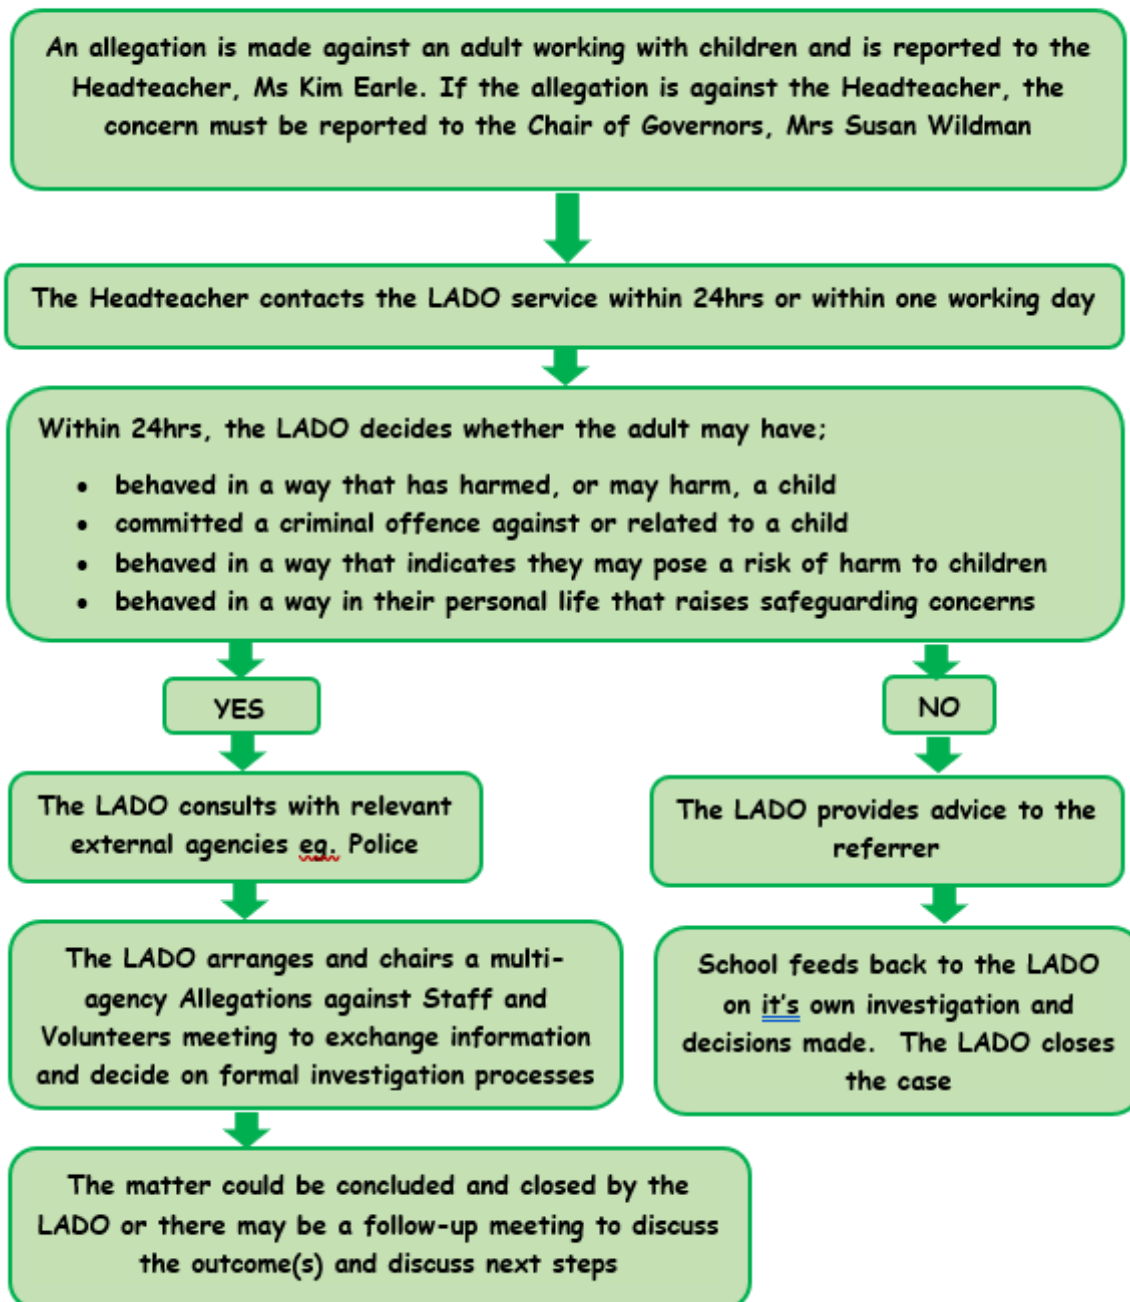 An allegation is made against an adult working with children and is reported to the
Headteacher, Ms Kim Earle. If the allegation is against the Headteacher, the
concern must be reported to the Chair of Governors, Mrs Susan Wildman
The Headteacher contacts the LADO service within 24hrs or within one working day
Within 24hrs, the LADO decides whether the adult may have;
• behaved in a way that has harmed, or may harm, a child
• committed a criminal offence against or related to a child
• behaved in a way that indicates they may pose a risk of harm to children
• behaved in a way in their personal life that raises safeguarding concerns
YES
The LADO consults with relevant
external agencies eg. Police
The LADO arranges and chairs a multi-
agency Allegations against Staff and
Volunteers meeting to exchange information
and decide on formal investigation processes
The matter could be concluded and closed by the
LADO or there may be a follow-up meeting to discuss
the outcome(s) and discuss next steps
NO
The LADO provides advice to the
referrer
School feeds back to the LADO
on it's own investigation and
decisions made. The LADO closes
the case